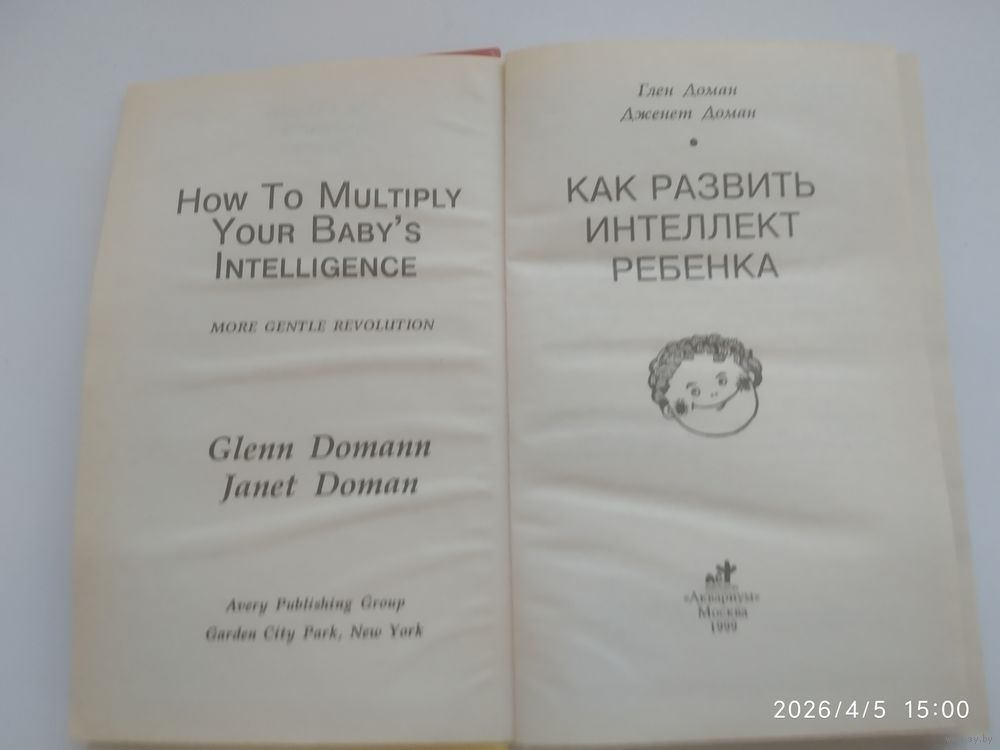 How To Multiply
Your Baby's
Intelligence
MORE GENTLE REVOLUTION
Glenn Domann
Janet Doman
Avery Publishing Group
Garden City Park, New York
Глен Доман
Дженет Доман
•
КАК РАЗВИТЬ
ИНТЕЛЛЕКТ
РЕБЕНКА
«Аквариум»
Москва
1999
2026/4/5 15:00